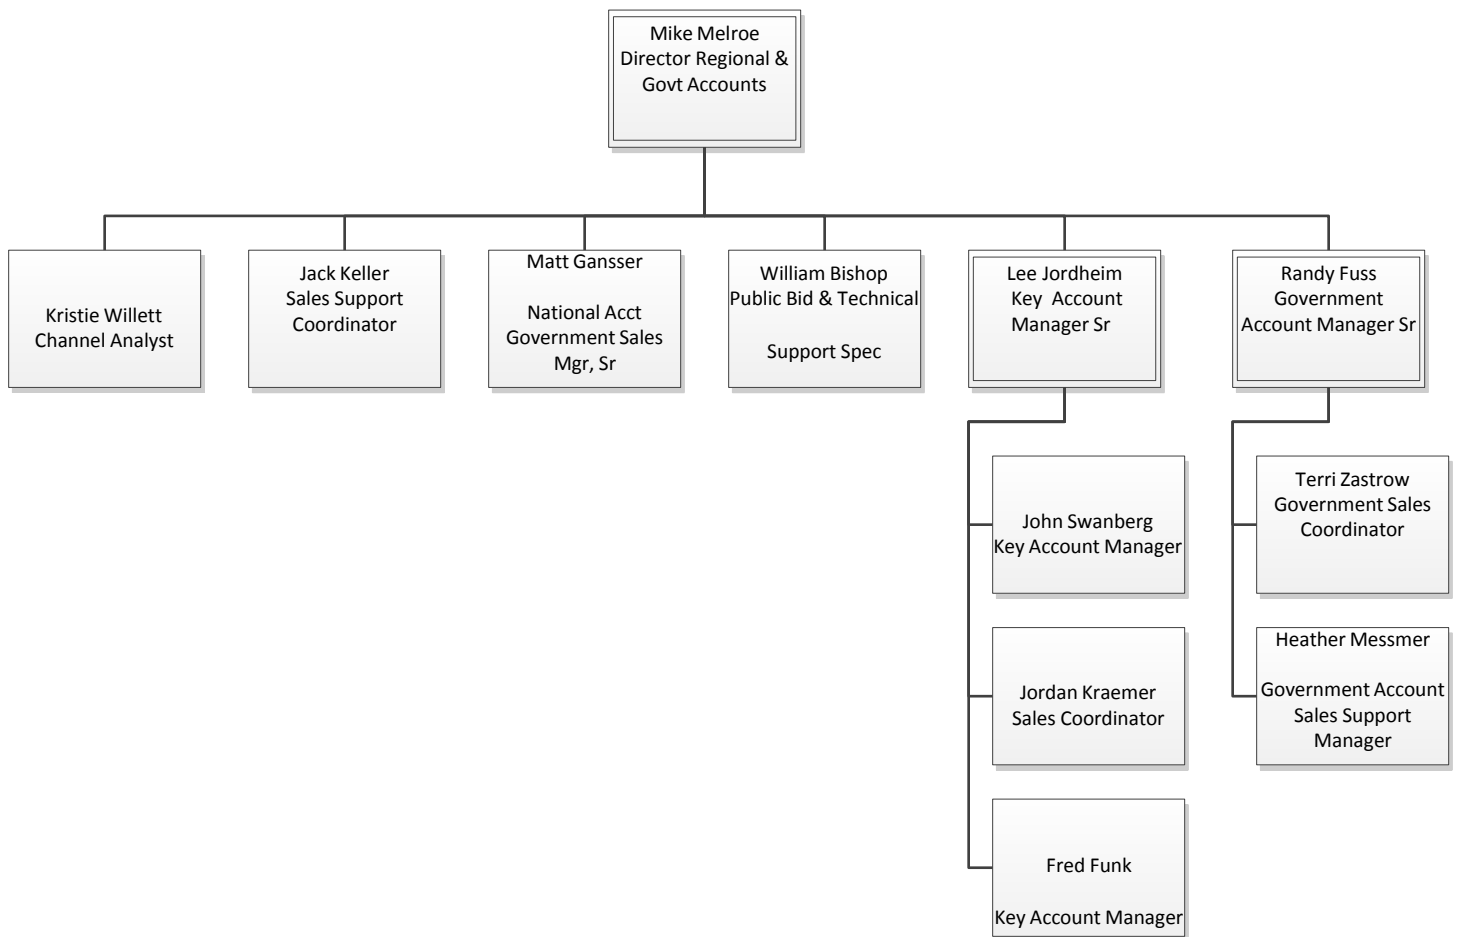 Mike Melroe
Director Regional &
Govt Accounts
Kristie Willett
Channel Analyst
Jack Keller
Sales Support
Coordinator
Matt Gansser
National Acct
Government Sales
Mgr, Sr
William Bishop
Public Bid & Technical
Support Spec
Lee Jordheim
Key  Account
Manager Sr
Randy Fuss
Government
Account Manager Sr
John Swanberg
Key Account Manager
Jordan Kraemer
Sales Coordinator
Fred Funk
Key Account Manager
Terri Zastrow
Government Sales
Coordinator
Heather Messmer
Government Account
Sales Support
Manager